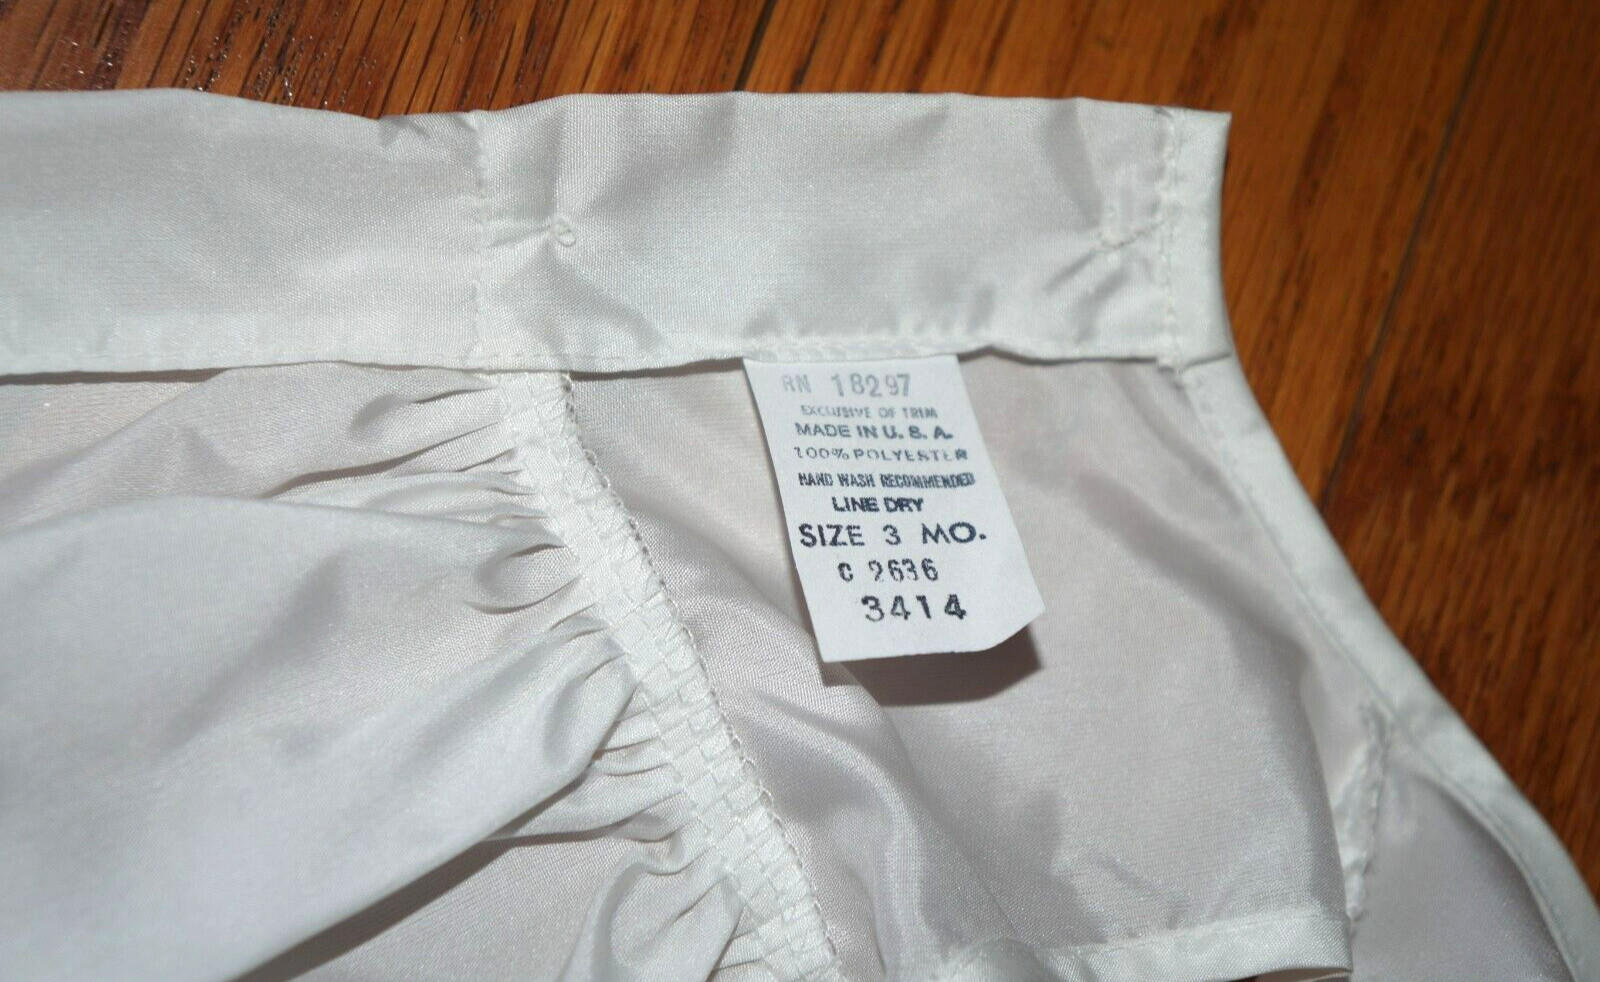 RN 18297
EXCLUSIVE OF TRIM
MADE IN U. S. A.
100% POLYESTER
HAND WASH RECOMMENDED
LINE DRY
SIZE 3 MO.
C 2636
3414